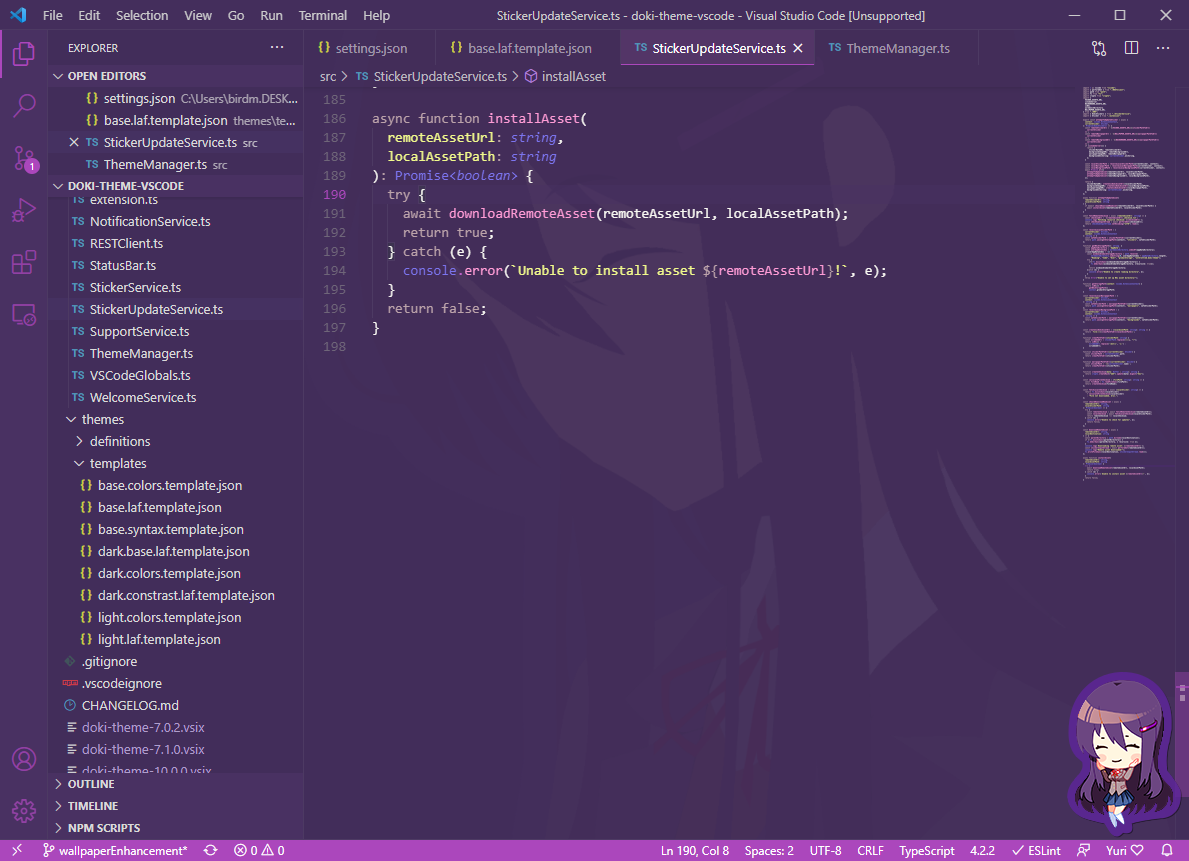 File Edit Selection View Go Run Terminal Help
StickerUpdateService.ts - doki-theme-vscode - Visual Studio Code [Unsupported]
EXPLORER
OPEN EDITORS
{} settings.json C:\Users\birdm.DESK...
{} base.laf.template.json themes\te...
TS StickerUpdateService.ts src
TS ThemeManager.ts src
DOKI-THEME-VSCODE
TS extension.ts
TS NotificationService.ts
TS RESTClient.ts
TS StatusBar.ts
TS StickerService.ts
TS StickerUpdateService.ts
TS SupportService.ts
TS ThemeManager.ts
TS VSCodeGlobals.ts
TS WelcomeService.ts
themes
definitions
templates
{} base.colors.template.json
{} base.laf.template.json
{} base.syntax.template.json
{} dark.base.laf.template.json
{} dark.colors.template.json
{} dark.constrast.laf.template.json
{} light.colors.template.json
{} light.laf.template.json
.gitignore
.vscodeignore
CHANGELOG.md
doki-theme-7.0.2.vsix
doki-theme-7.1.0.vsix
doki-theme-10.0.0.vsix
OUTLINE
TIMELINE
NPM SCRIPTS
1
{} settings.json
{} base.laf.template.json
TS StickerUpdateService.ts
TS ThemeManager.ts
src > TS StickerUpdateService.ts > installAsset
185
186 async function installAsset(
187 remoteAssetUrl: string,
188 localAssetPath: string
189 ): Promise<boolean> {
190 try {
191 await downloadRemoteAsset(remoteAssetUrl, localAssetPath);
192 return true;
193 } catch (e) {
194 console.error(`Unable to install asset ${remoteAssetUrl}!`, e);
195 }
196 return false;
197 }
198
wallpaperEnhancement* 0 0
Ln 190, Col 8 Spaces: 2 UTF-8 CRLF TypeScript 4.2.2 ESLint Yuri